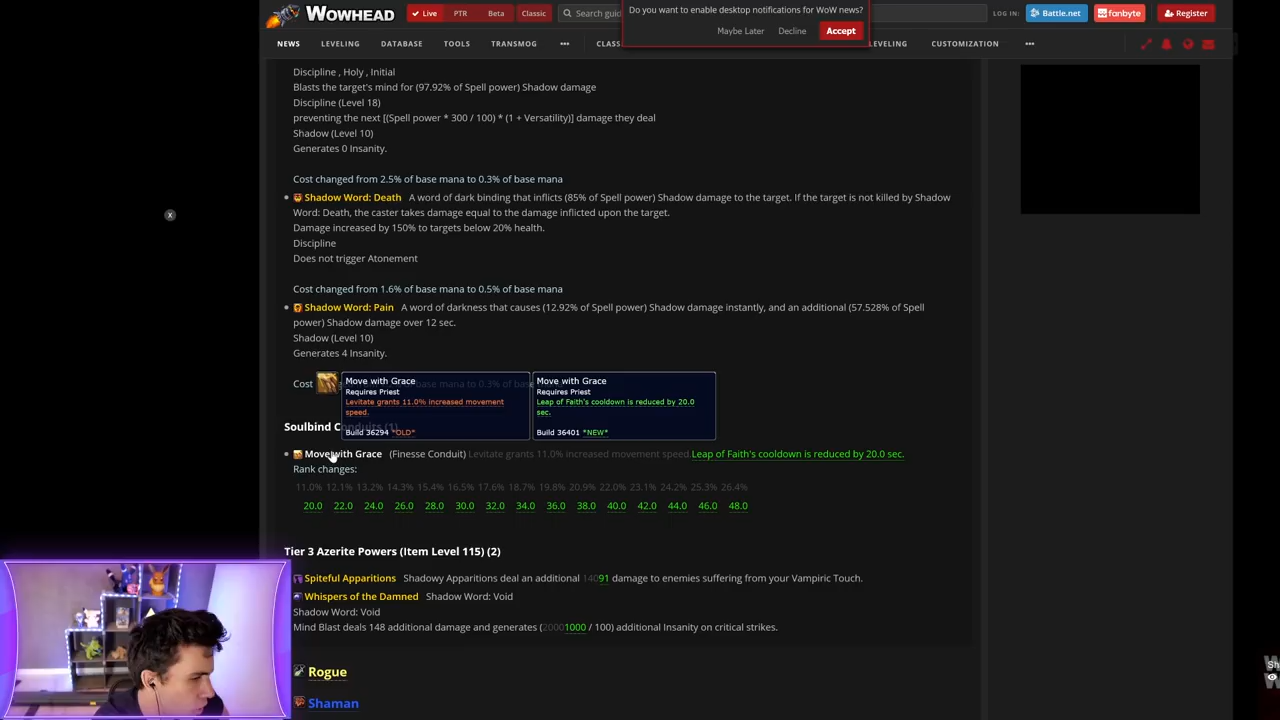 WOWHEAD
Live
PTR
Beta
Classic
Search guid
Do you want to enable desktop notifications for WoW news?
Maybe Later
Decline
Accept
LOG IN:
Battle.net
fanbyte
Register
NEWS
LEVELING
DATABASE
TOOLS
TRANSMOG
CLASS
LEVELING
CUSTOMIZATION
Discipline , Holy , Initial
Blasts the target's mind for (97.92% of Spell power) Shadow damage
Discipline (Level 18)
preventing the next [(Spell power * 300 / 100) * (1 + Versatility)] damage they deal
Shadow (Level 10)
Generates 0 Insanity.
Cost changed from 2.5% of base mana to 0.3% of base mana
X
Shadow Word: Death A word of dark binding that inflicts (85% of Spell power) Shadow damage to the target. If the target is not killed by Shadow
Word: Death, the caster takes damage equal to the damage inflicted upon the target.
Damage increased by 150% to targets below 20% health.
Discipline
Does not trigger Atonement
Cost changed from 1.6% of base mana to 0.5% of base mana
Shadow Word: Pain A word of darkness that causes (12.92% of Spell power) Shadow damage instantly, and an additional (57.528% of Spell
power) Shadow damage over 12 sec.
Shadow (Level 10)
Generates 4 Insanity.
Cost base mana to 0.3% of base
Move with Grace
Requires Priest
Levitate grants 11.0% increased movement
speed.
Build 36294 *OLD*
Move with Grace
Requires Priest
Leap of Faith's cooldown is reduced by 20.0
sec.
Build 36401 *NEW*
Soulbind Conduits (1)
Move with Grace (Finesse Conduit) Levitate grants 11.0% increased movement speed.Leap of Faith's cooldown is reduced by 20.0 sec.
Rank changes:
11.0% 12.1% 13.2% 14.3% 15.4% 16.5% 17.6% 18.7% 19.8% 20.9% 22.0% 23.1% 24.2% 25.3% 26.4%
20.0 22.0 24.0 26.0 28.0 30.0 32.0 34.0 36.0 38.0 40.0 42.0 44.0 46.0 48.0
Tier 3 Azerite Powers (Item Level 115) (2)
Spiteful Apparitions Shadowy Apparitions deal an additional 14091 damage to enemies suffering from your Vampiric Touch.
Whispers of the Damned Shadow Word: Void
Shadow Word: Void
Mind Blast deals 148 additional damage and generates (20001000 / 100) additional Insanity on critical strikes.
Rogue
Shaman
Sh